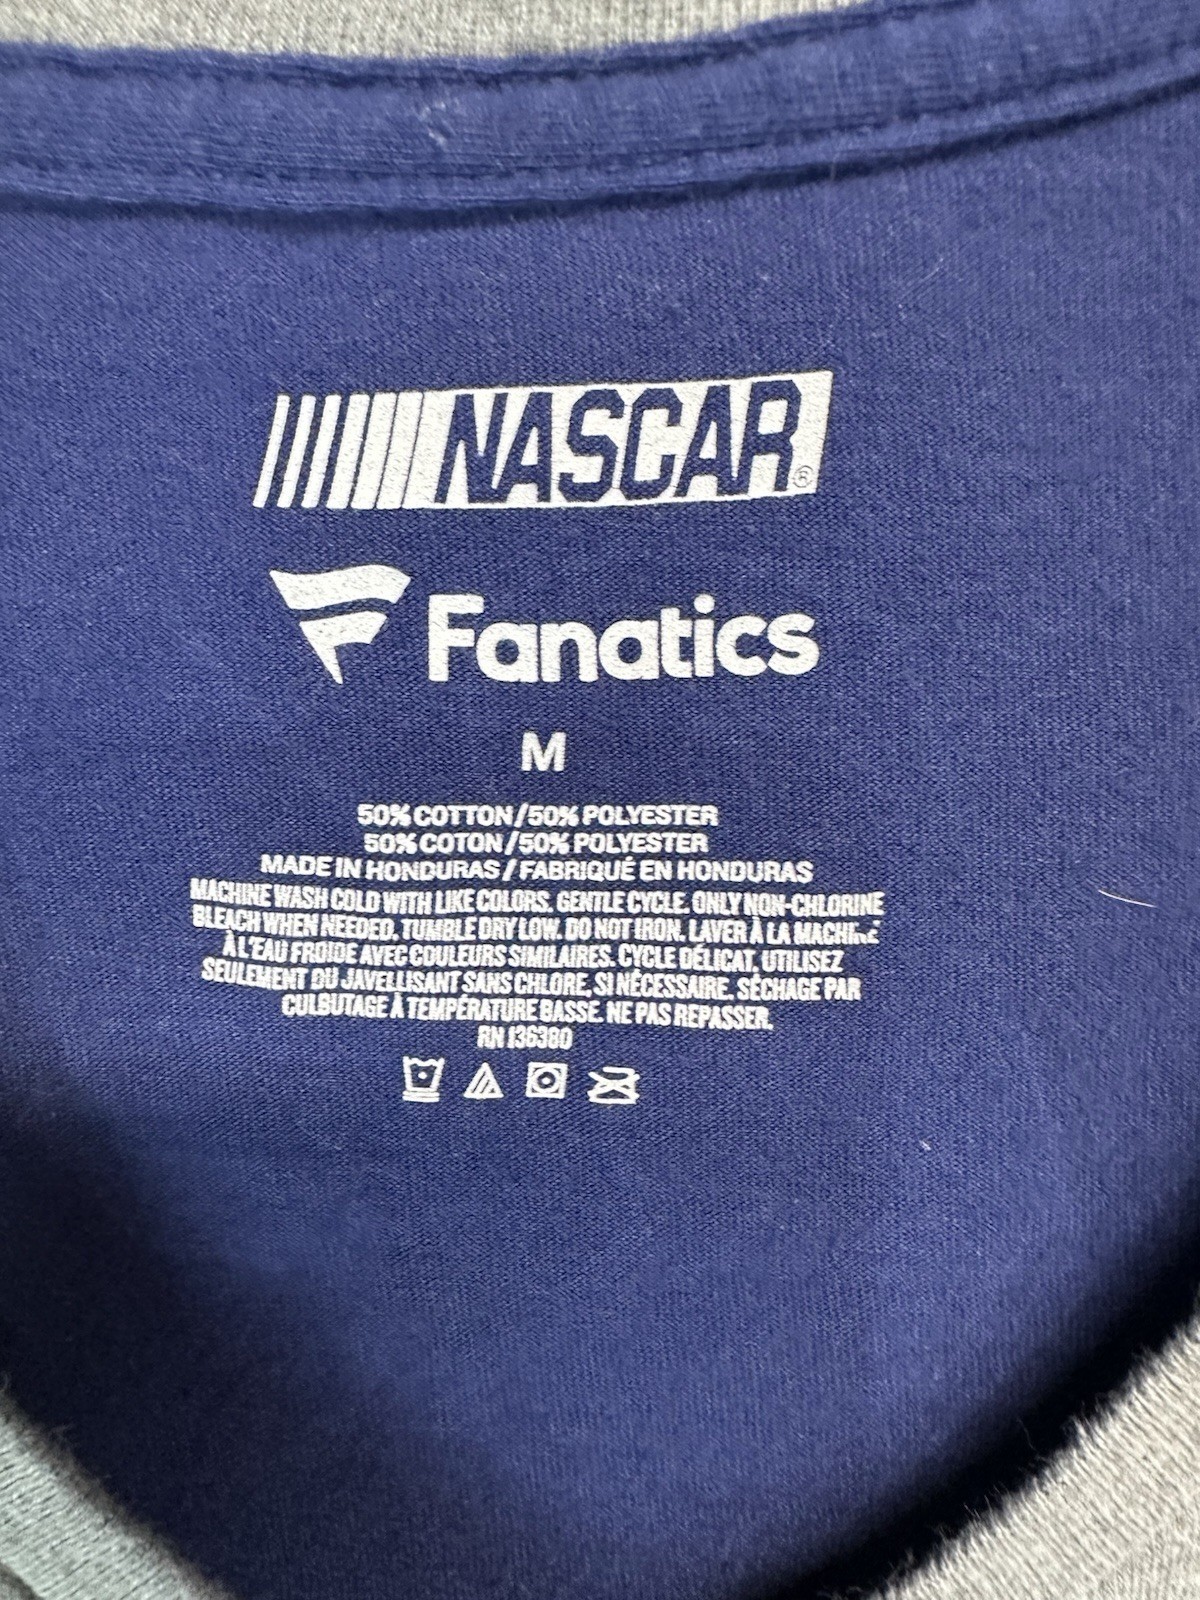 NASCAR®
Fanatics
M
50% COTTON/50% POLYESTER
50% COTON/50% POLYESTER
MADE IN HONDURAS / FABRIQUÉ EN HONDURAS
MACHINE WASH COLD WITH LIKE COLORS. GENTLE CYCLE. ONLY NON-CHLORINE
BLEACH WHEN NEEDED. TUMBLE DRY LOW. DO NOT IRON. LAVER À LA MACHINE
À L'EAU FROIDE AVEC COULEURS SIMILAIRES. CYCLE DÉLICAT. UTILISEZ
SEULEMENT DU JAVELLISANT SANS CHLORE, SI NÉCESSAIRE. SÉCHAGE PAR
CULBUTAGE À TEMPÉRATURE BASSE. NE PAS REPASSER.
RN 136380